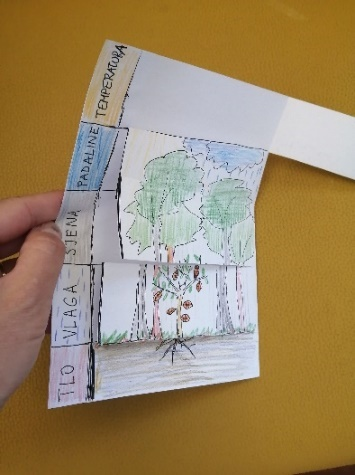 TEMPERATURA
PADALINE
VLAGA - SJENA
TLO